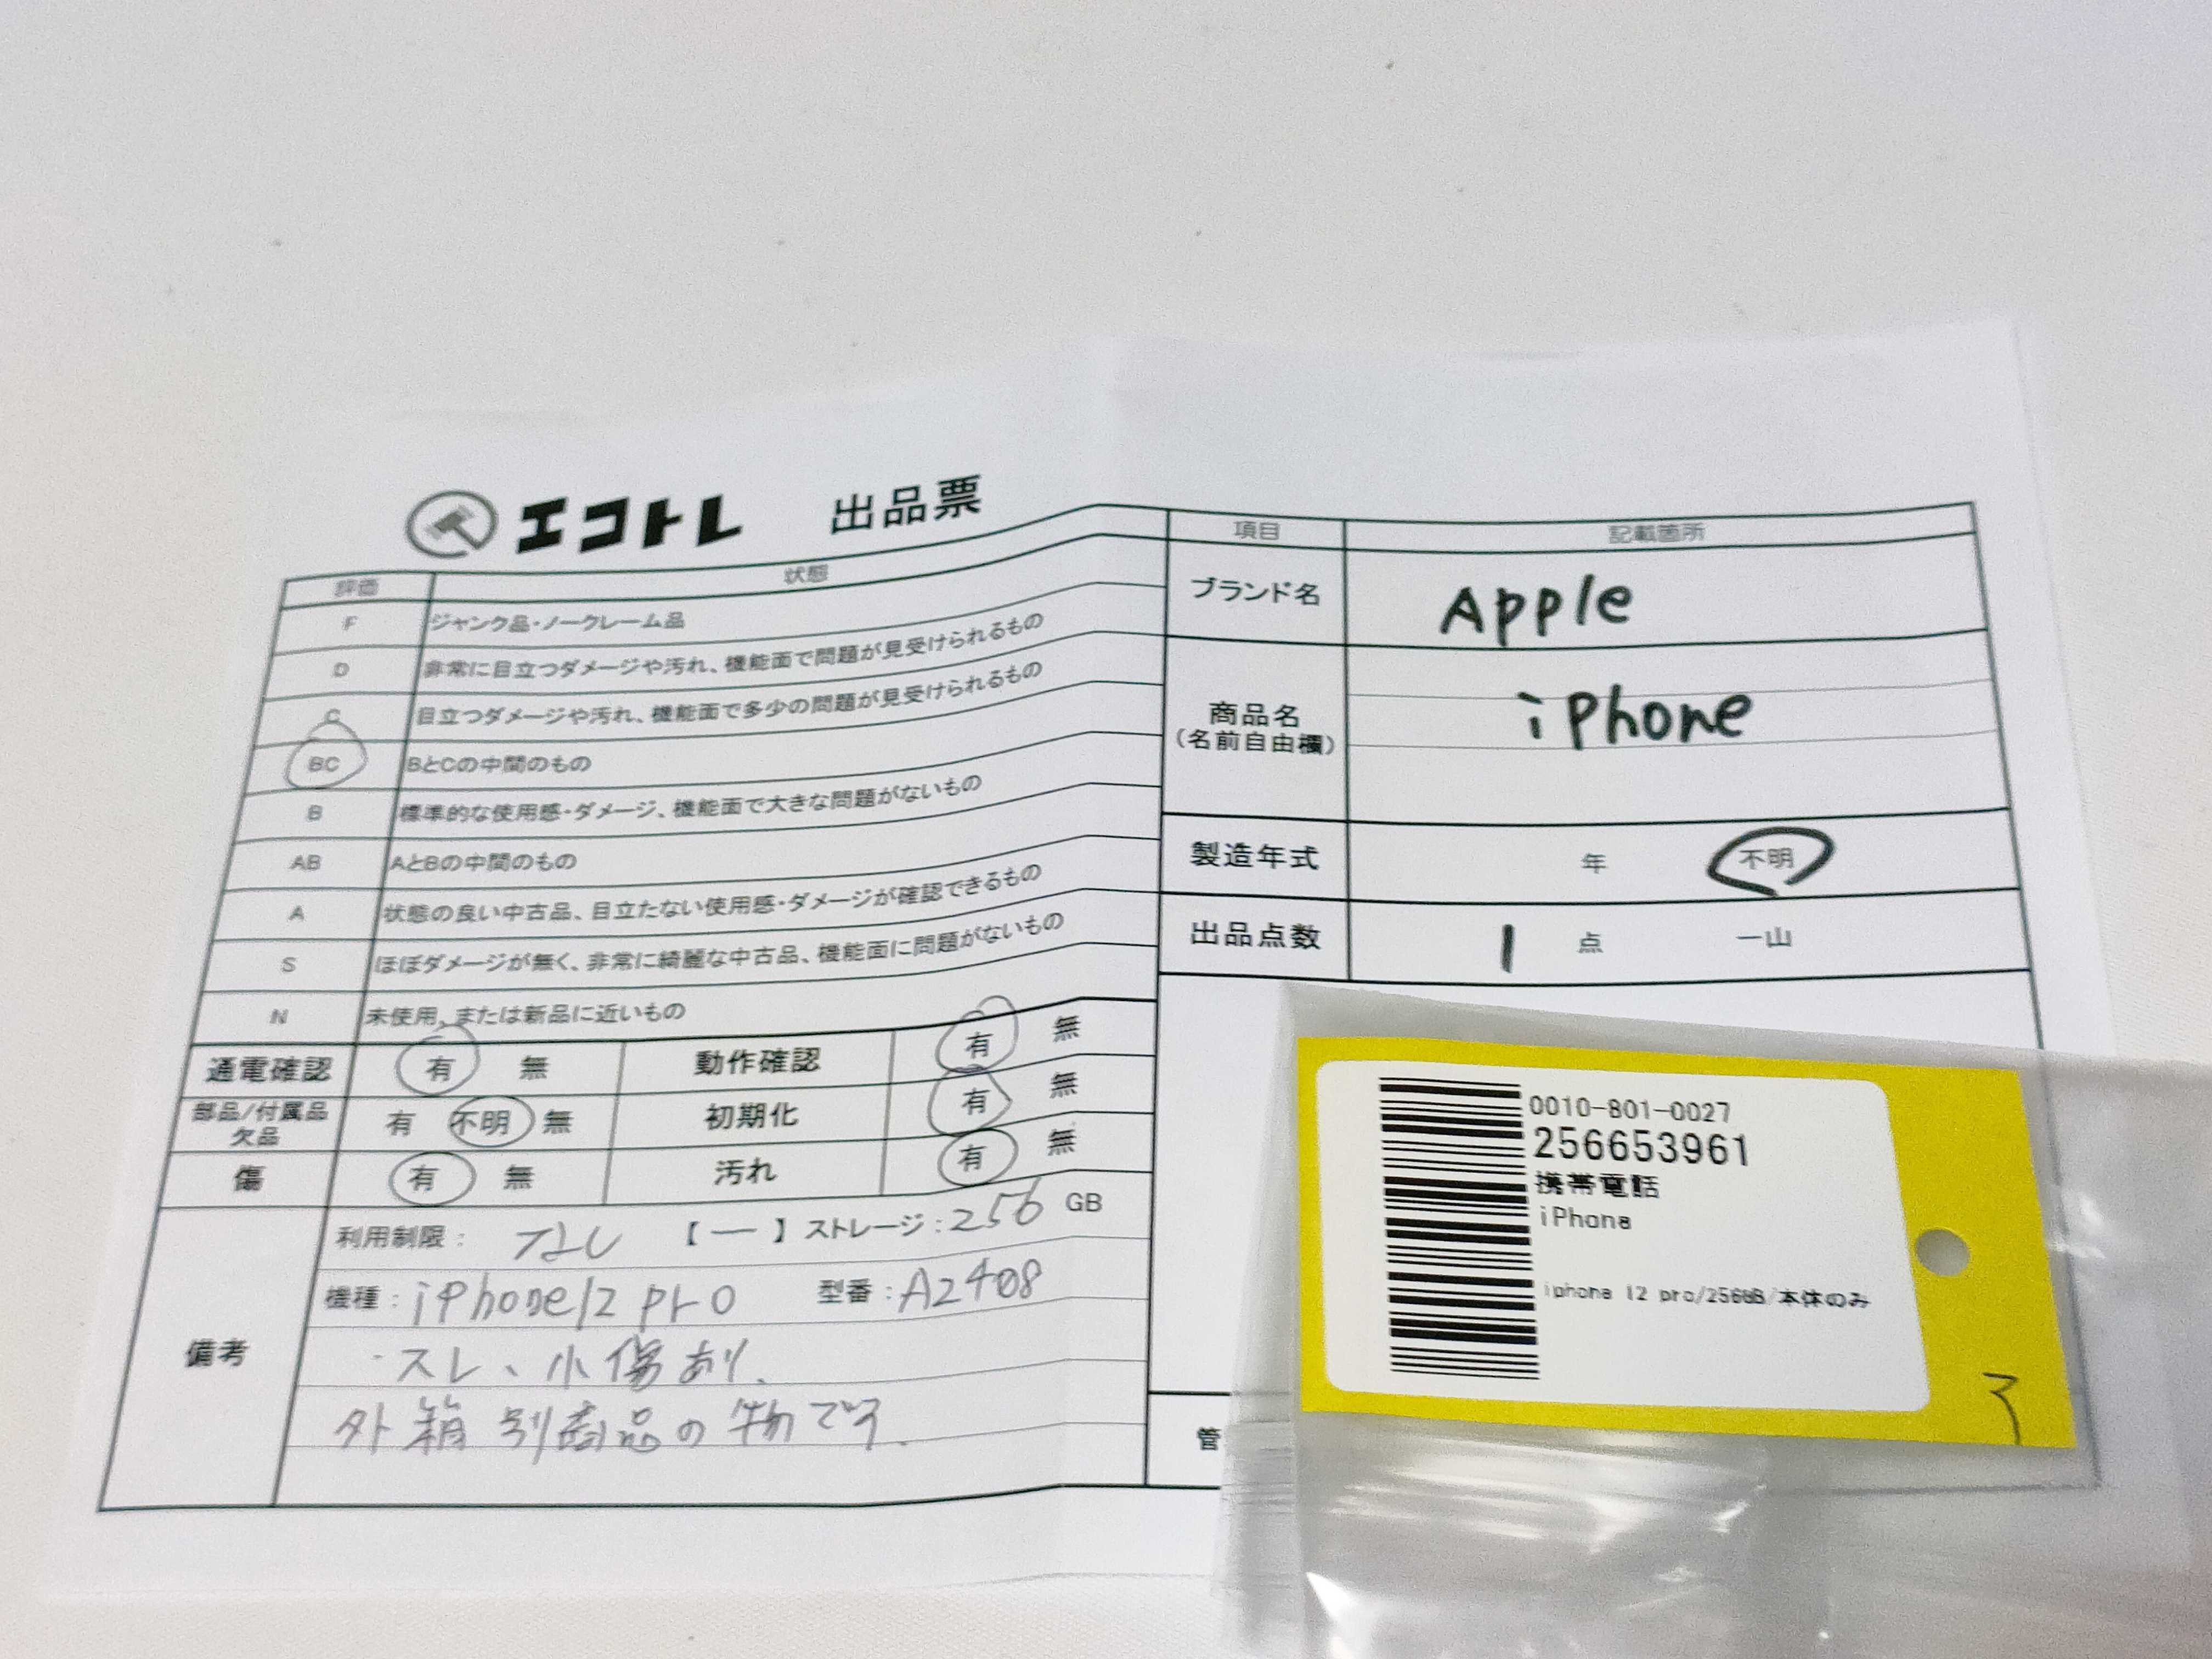 エコトレ 出品票
評価 状態
F ジャンク品・ノークレーム品
D 非常に目立つダメージや汚れ、機能面で問題が見受けられるもの
C 目立つダメージや汚れ、機能面で多少の問題が見受けられるもの
BC BとCの中間のもの
B 標準的な使用感・ダメージ、機能面で大きな問題がないもの
AB AとBの中間のもの
A 状態の良い中古品、目立たない使用感・ダメージが確認できるもの
S ほぼダメージが無く、非常に綺麗な中古品、機能面に問題がないもの
N 未使用、または新品に近いもの
通電確認 有 無 動作確認 有 無
部品/付属品
欠品 有 不明 無 初期化 有 無
傷 有 無 汚れ 有 無
備考
利用制限: なし 【 ー 】 ストレージ:256 GB
機種:iPhone12 pro 型番:A2408
・スレ、小傷あり.
外箱 別商品の物です.
項目 記載箇所
ブランド名 Apple
商品名
(名前自由欄) iPhone
製造年式 年 不明
出品点数 1 点 一山
管
0010-801-0027
256653961
携帯電話
iPhone
iphone 12 pro/256GB/本体のみ
3